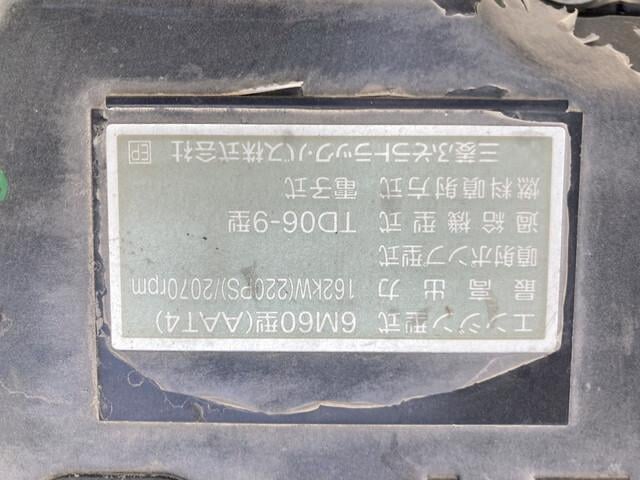 エンジン型式 6M60型(AAT4)
最高出力 162kW(220PS)/2070rpm
噴射ポンプ型式
過給機型式 TD06-9型
燃料噴射方式 電子式
三菱ふそうトラック・バス株式会社 EP